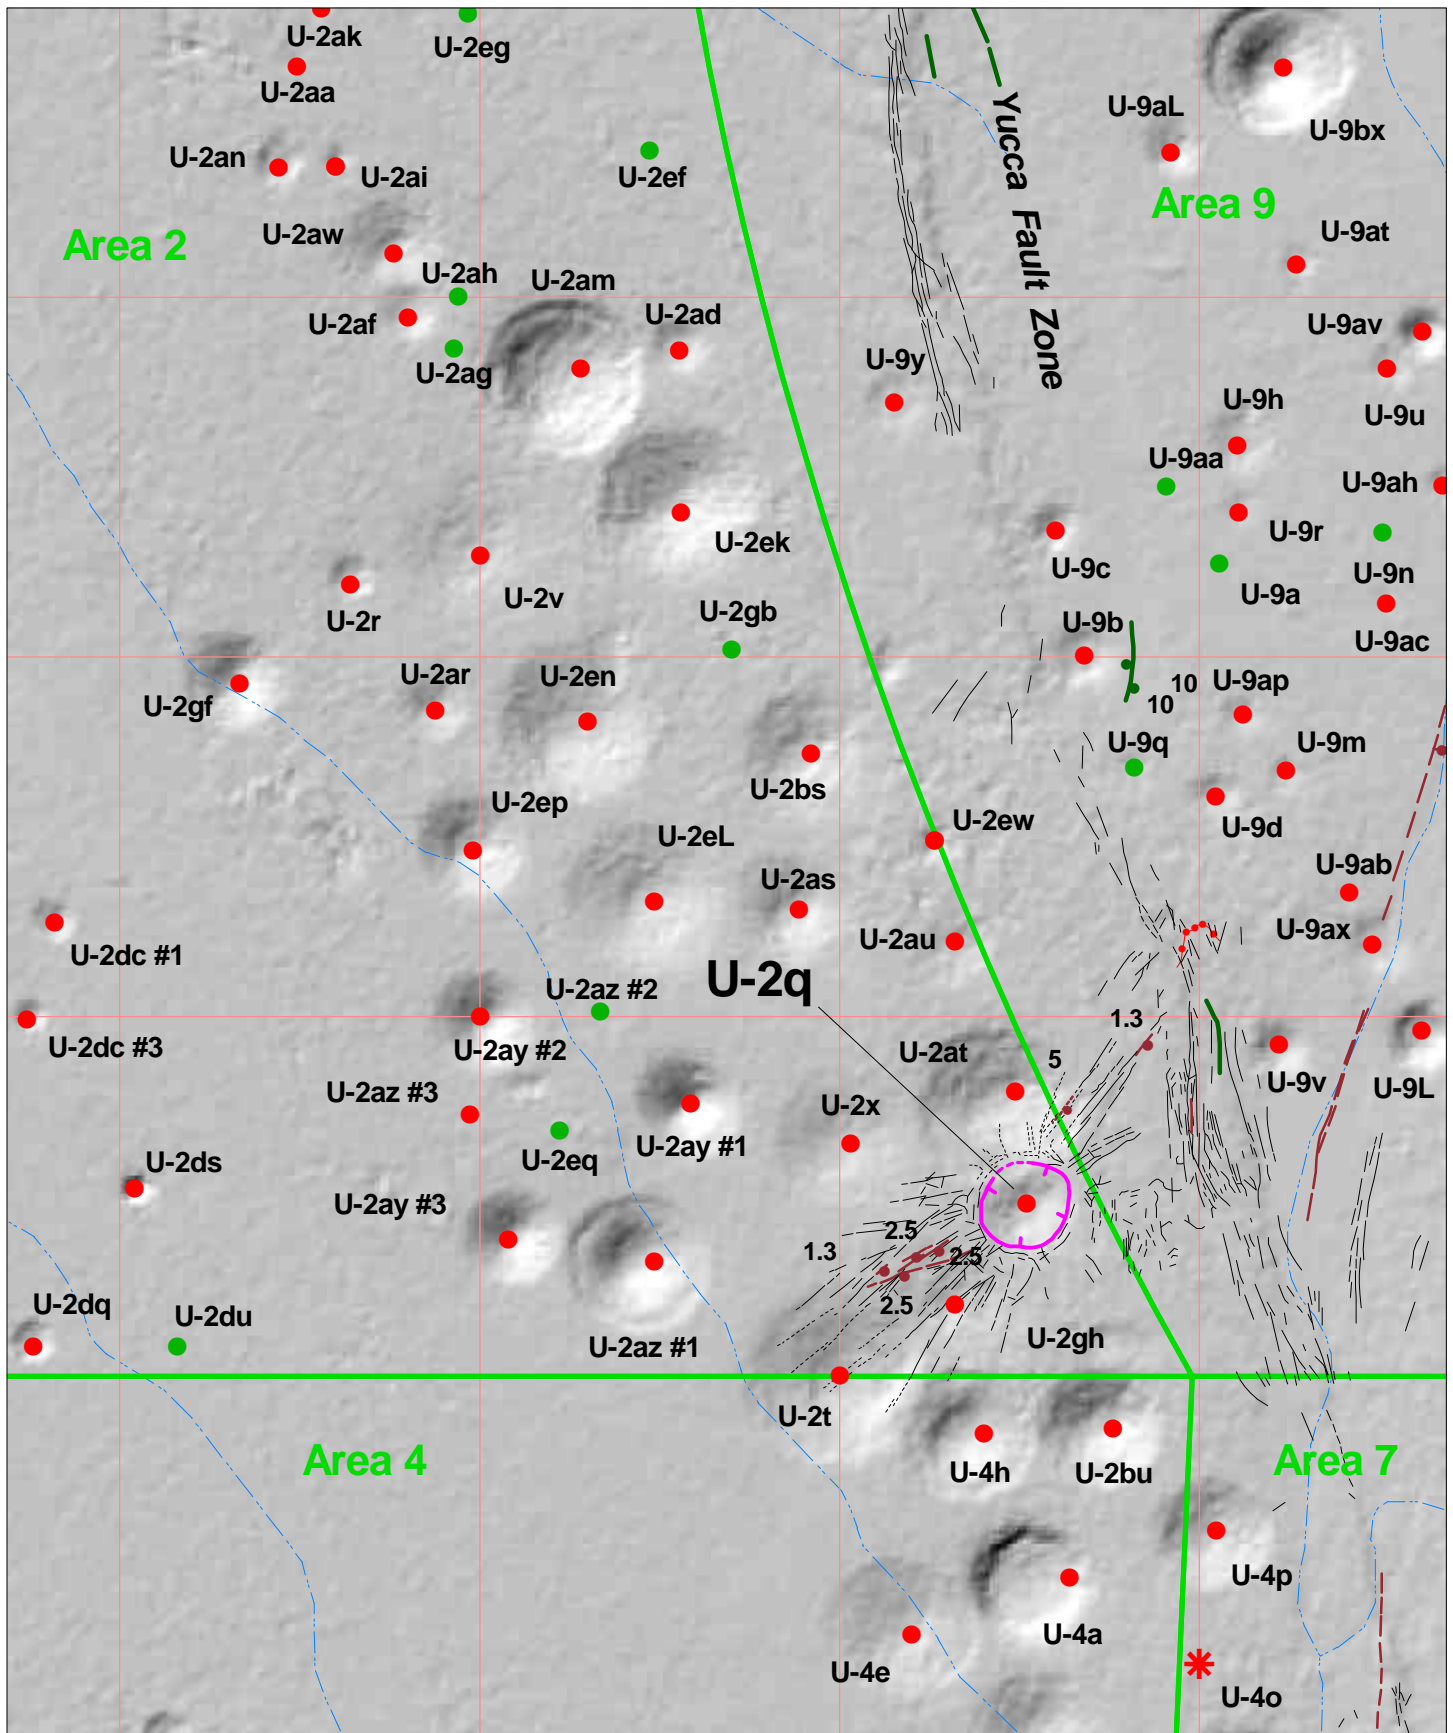 U-2ak
U-2eg
U-2aa
U-9aL
U-9bx
Yucca Fault Zone
U-2an
U-2ai
U-2ef
Area 9
U-2aw
Area 2
U-9at
U-2ah
U-2am
U-2af
U-2ad
U-9av
U-2ag
U-9y
U-9h
U-9u
U-9aa
U-9ah
U-2ek
U-9r
U-9c
U-9n
U-2v
U-9a
U-2r
U-2gb
U-9b
U-9ac
U-2ar
U-2en
10
U-9ap
U-2gf
10
U-9q
U-9m
U-2bs
U-2ep
U-2ew
U-9d
U-2eL
U-9ab
U-2as
U-9ax
U-2au
U-2dc #1
U-2q
U-2az #2
1.3
U-2dc #3
U-2ay #2
U-2at
5
U-9v
U-9L
U-2az #3
U-2x
U-2ay #1
U-2eq
U-2ds
U-2ay #3
2.5
1.3
2.5
2.5
U-2dq
U-2du
U-2az #1
U-2gh
U-2t
Area 4
Area 7
U-4h
U-2bu
U-4p
U-4a
U-4e
U-4o